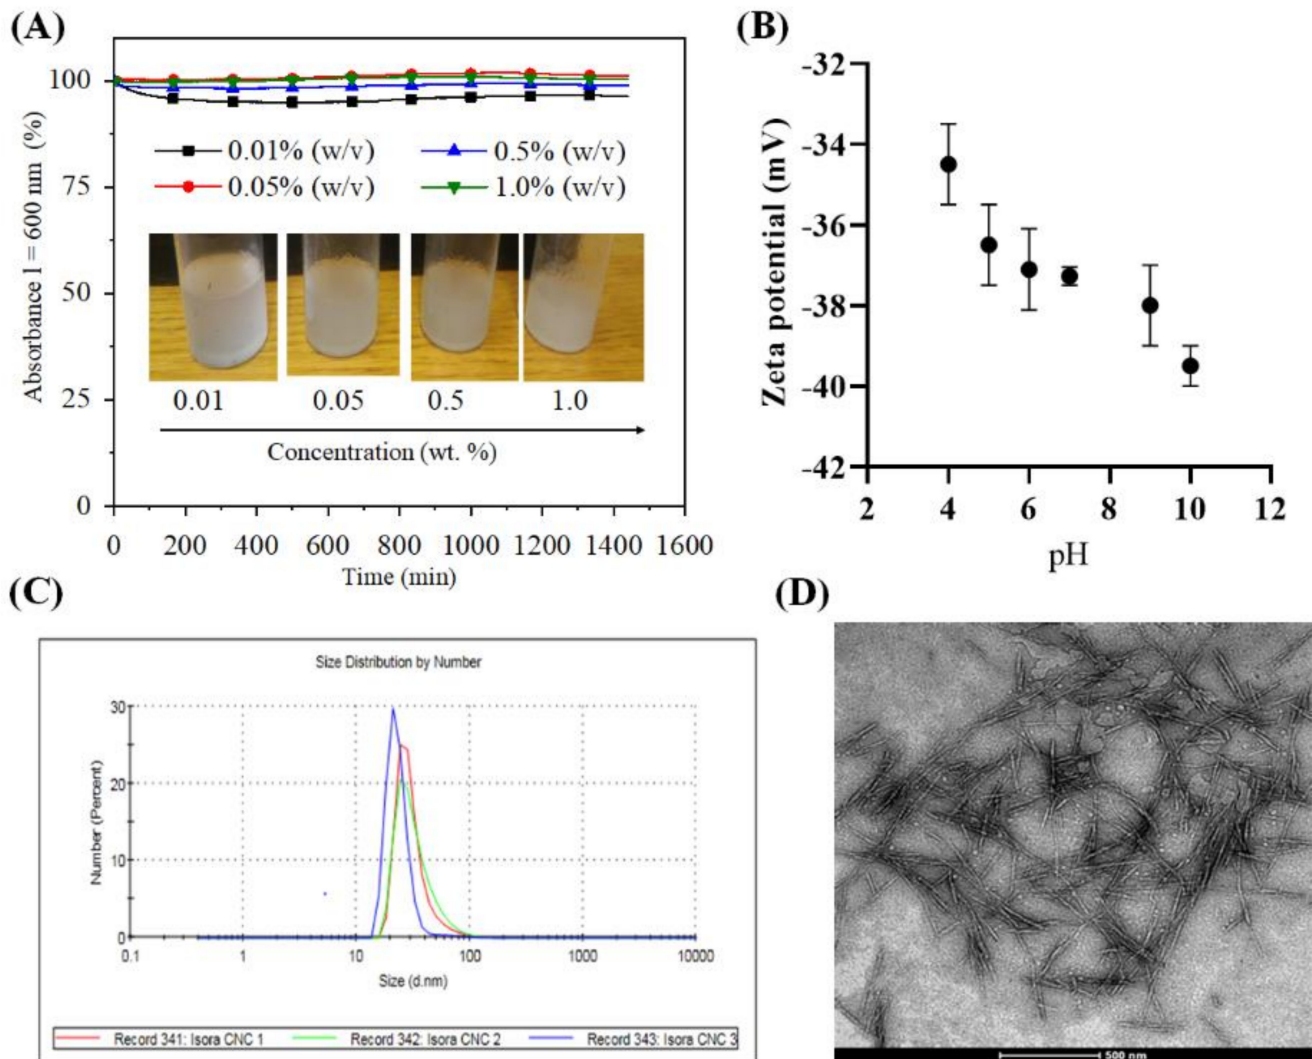 (A)
Absorbance l = 600 nm (%)
100
75
50
25
0
0.01% (w/v)
0.5% (w/v)
0.05% (w/v)
1.0% (w/v)
0.01
0.05
0.5
1.0
Concentration (wt. %)
0 200 400 600 800 1000 1200 1400 1600
Time (min)
(B)
Zeta potential (mV)
-32
-34
-36
-38
-40
-42
2 4 6 8 10 12
pH
(C)
Size Distribution by Number
Number (Percent)
30
20
10
0
0.1 1 10 100 1000 10000
Size (d.nm)
Record 341: Isora CNC 1
Record 342: Isora CNC 2
Record 343: Isora CNC 3
(D)
500 nm